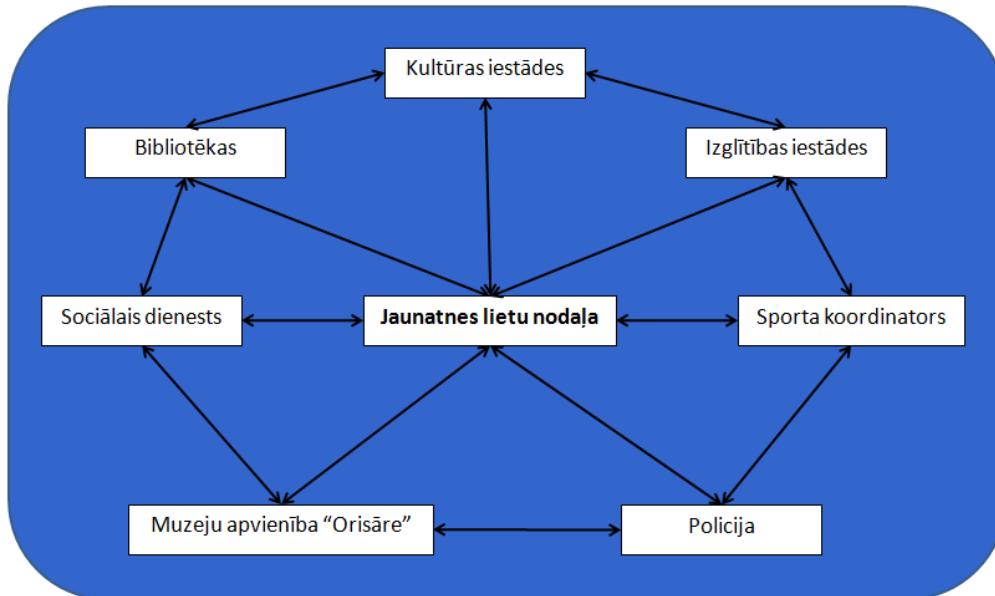 Kultūras iestādes
Bibliotēkas
Izglītības iestādes
Sociālais dienests
Jaunatnes lietu nodaļa
Sporta koordinators
Muzeju apvienība “Orisāre”
Policija